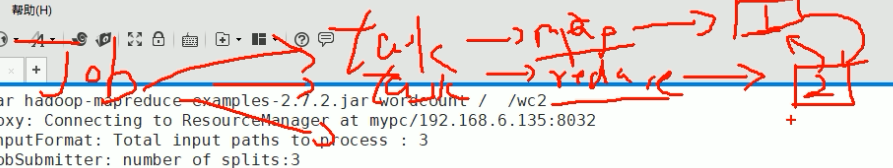 帮助(H)
Job task map 1
task reduce 2
ar hadoop-mapreduce-examples-2.7.2.jar wordcount / /wc2
oxy: Connecting to ResourceManager at mypc/192.168.6.135:8032
nputFormat: Total input paths to process : 3
obSubmitter: number of splits:3